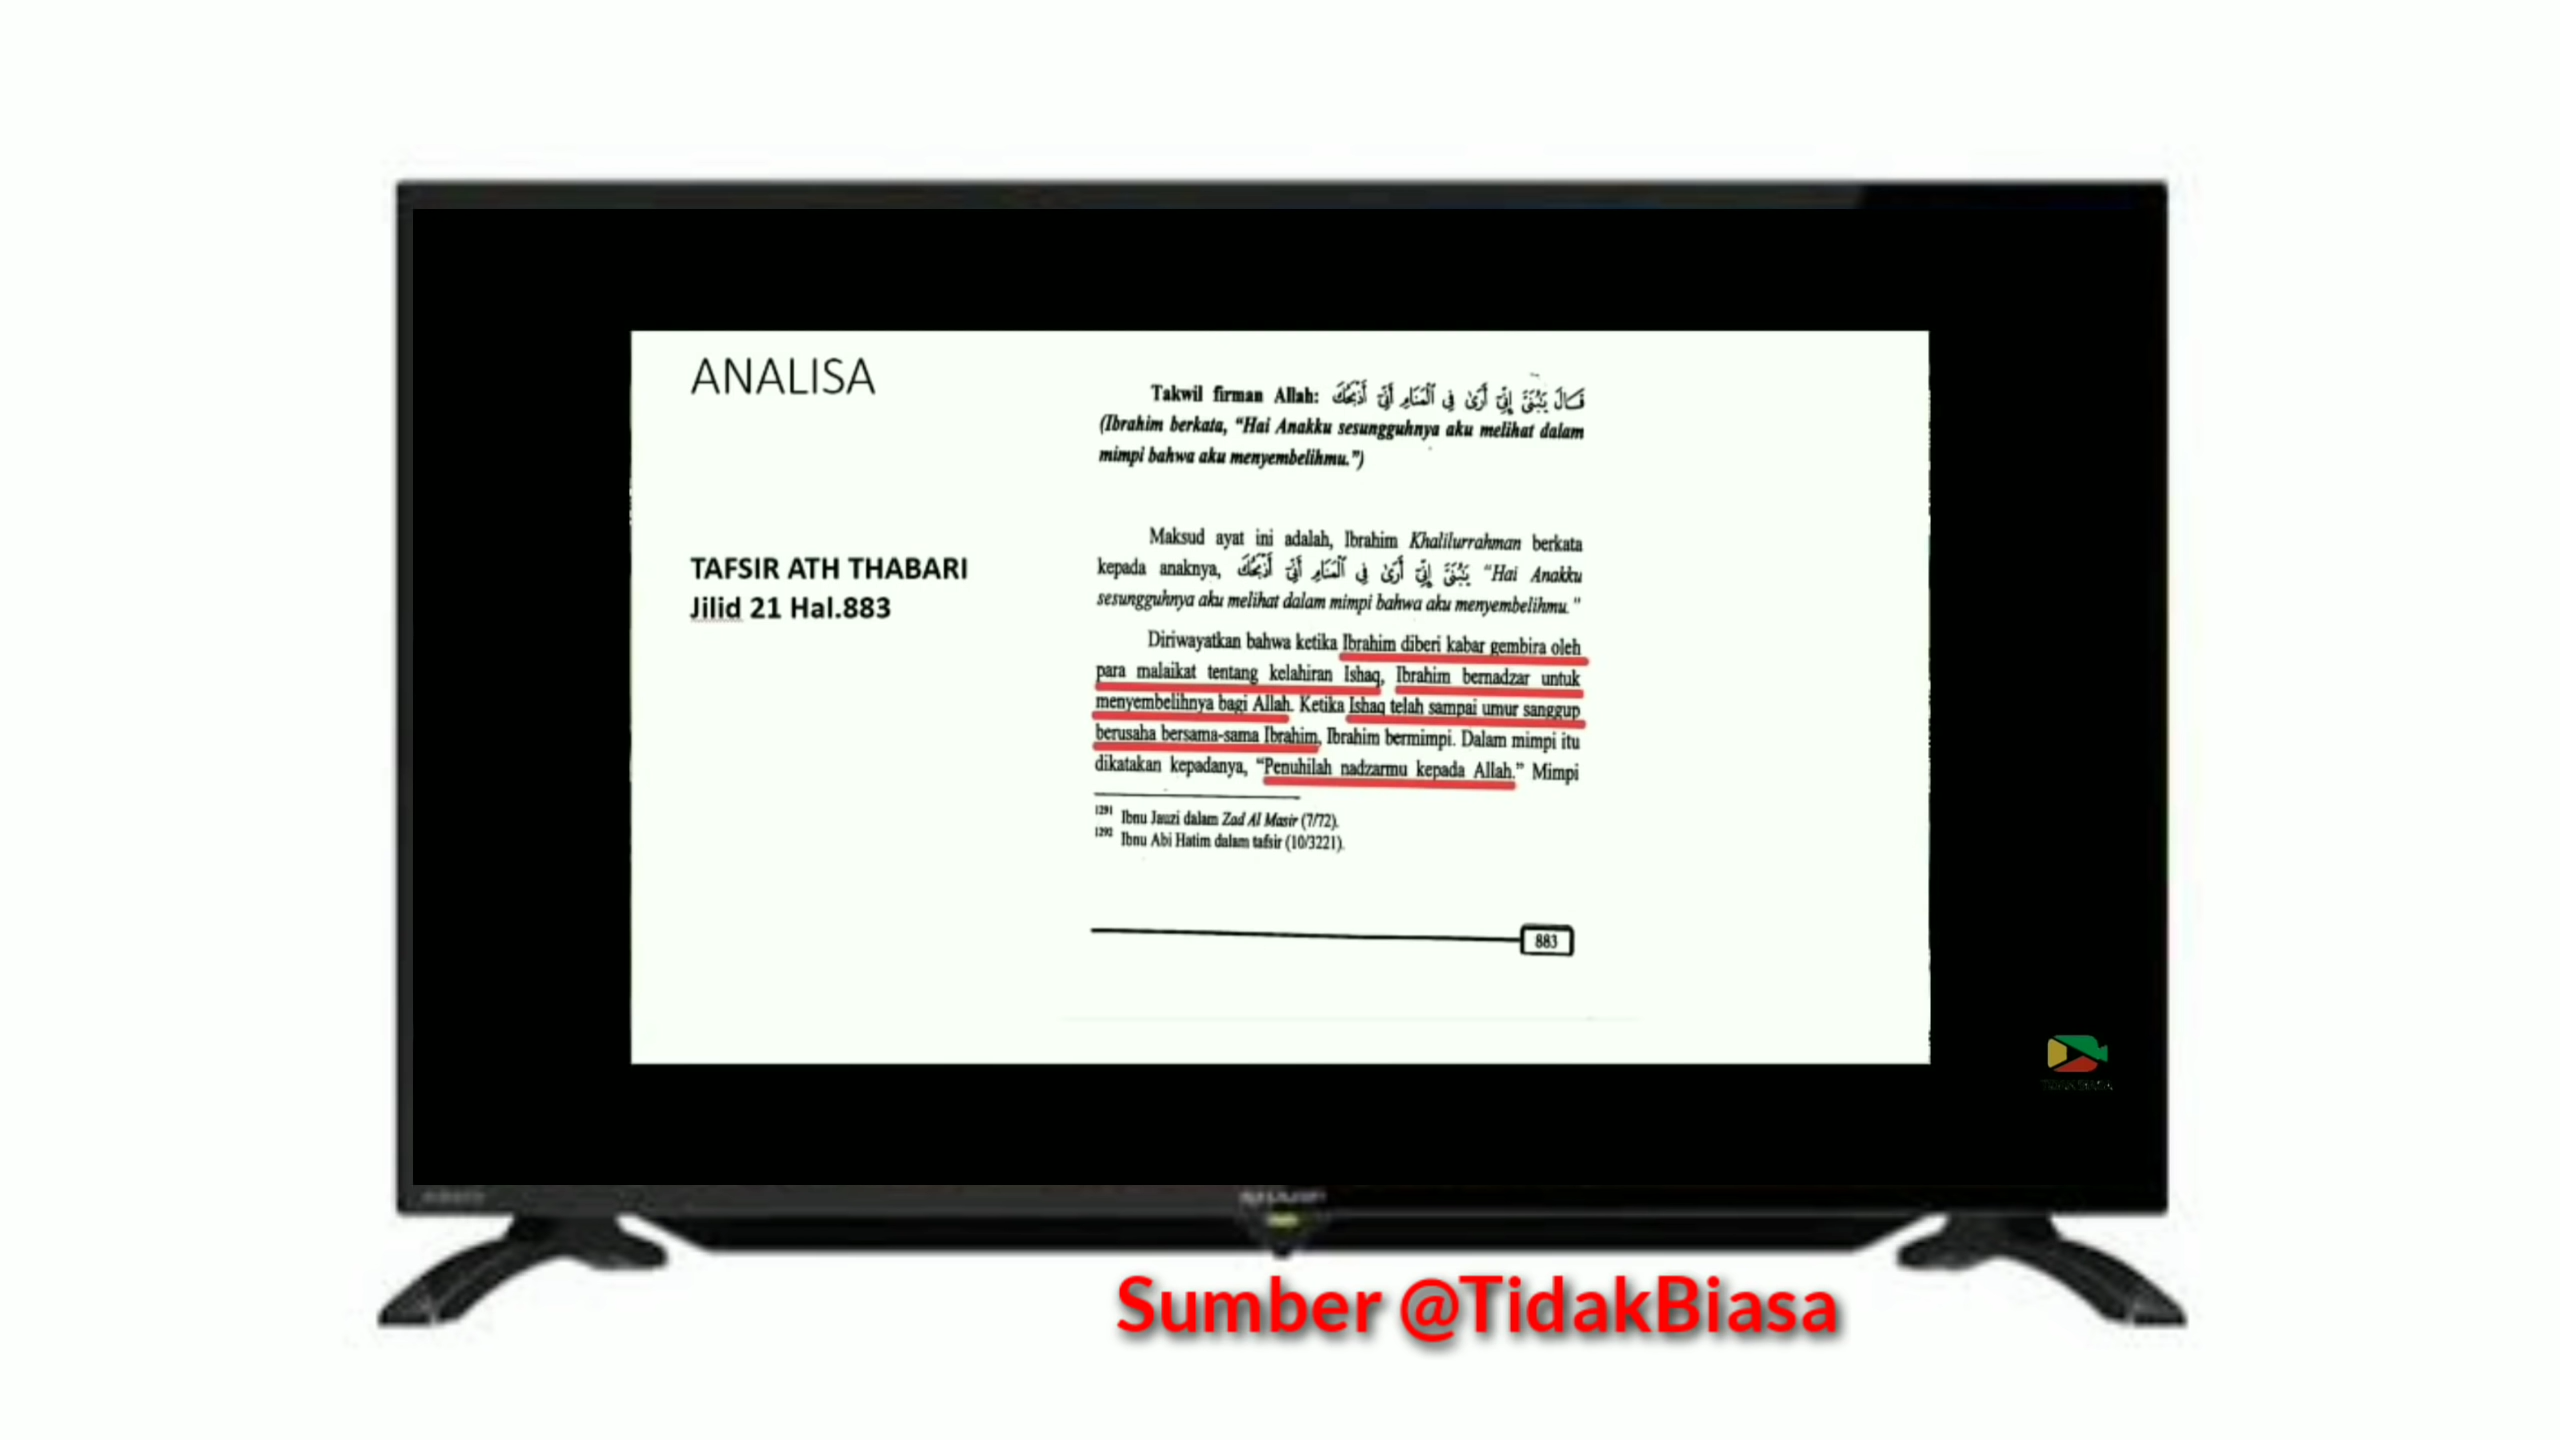 ANALISA
TAFSIR ATH THABARI
Jilid 21 Hal.883
Takwil firman Allah: قَالَ يَٰبُنَىَّ إِنِّىٓ أَرَىٰ فِى ٱلْمَنَامِ أَنِّىٓ أَذْبَحُكَ
(Ibrahim berkata, “Hai Anakku sesungguhnya aku melihat dalam
mimpi bahwa aku menyembelihmu.”)
Maksud ayat ini adalah, Ibrahim Khalilurrahman berkata
kepada anaknya, يَٰبُنَىَّ إِنِّىٓ أَرَىٰ فِى ٱلْمَنَامِ أَنِّىٓ أَذْبَحُكَ “Hai Anakku
sesungguhnya aku melihat dalam mimpi bahwa aku menyembelihmu.”
Diriwayatkan bahwa ketika Ibrahim diberi kabar gembira oleh
para malaikat tentang kelahiran Ishaq, Ibrahim bernadzar untuk
menyembelihnya bagi Allah. Ketika Ishaq telah sampai umur sanggup
berusaha bersama-sama Ibrahim, Ibrahim bermimpi. Dalam mimpi itu
dikatakan kepadanya, “Penuhilah nadzarmu kepada Allah.” Mimpi
1291 Ibnu Jauzi dalam Zad Al Masir (7/72).
1292 Ibnu Abi Hatim dalam tafsir (10/3221).
883
Sumber @TidakBiasa